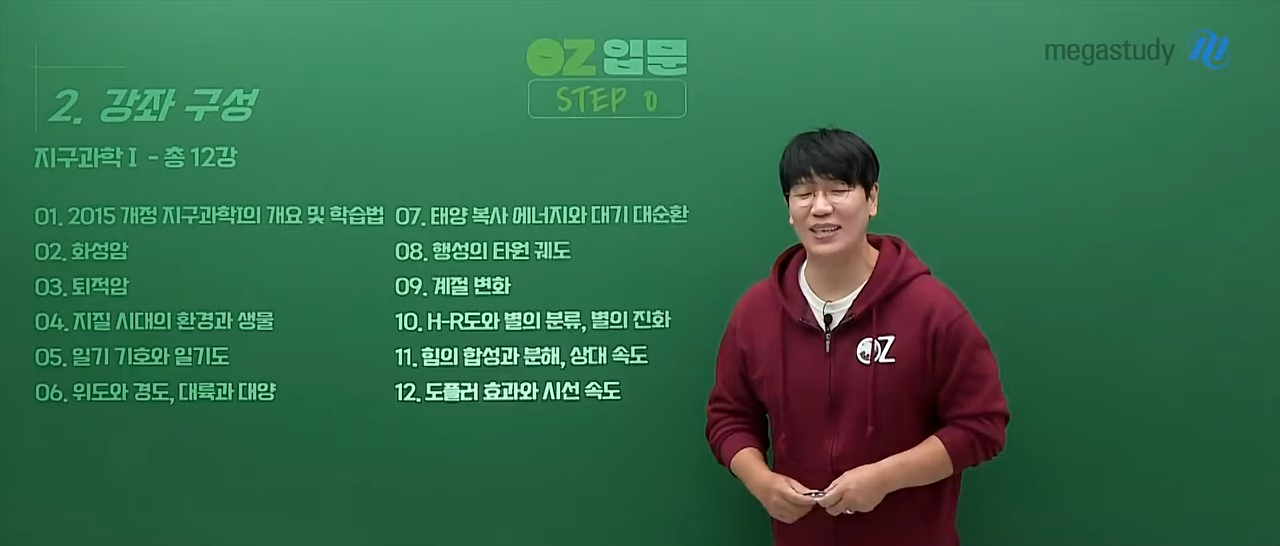 OZ 입문
STEP 0
megastudy
2. 강좌 구성
지구과학 I - 총 12강
01. 2015 개정 지구과학I의 개요 및 학습법
02. 화성암
03. 퇴적암
04. 지질 시대의 환경과 생물
05. 일기 기호와 일기도
06. 위도와 경도, 대륙과 대양
07. 태양 복사 에너지와 대기 대순환
08. 행성의 타원 궤도
09. 계절 변화
10. H-R도와 별의 분류, 별의 진화
11. 힘의 합성과 분해, 상대 속도
12. 도플러 효과와 시선 속도
OZ